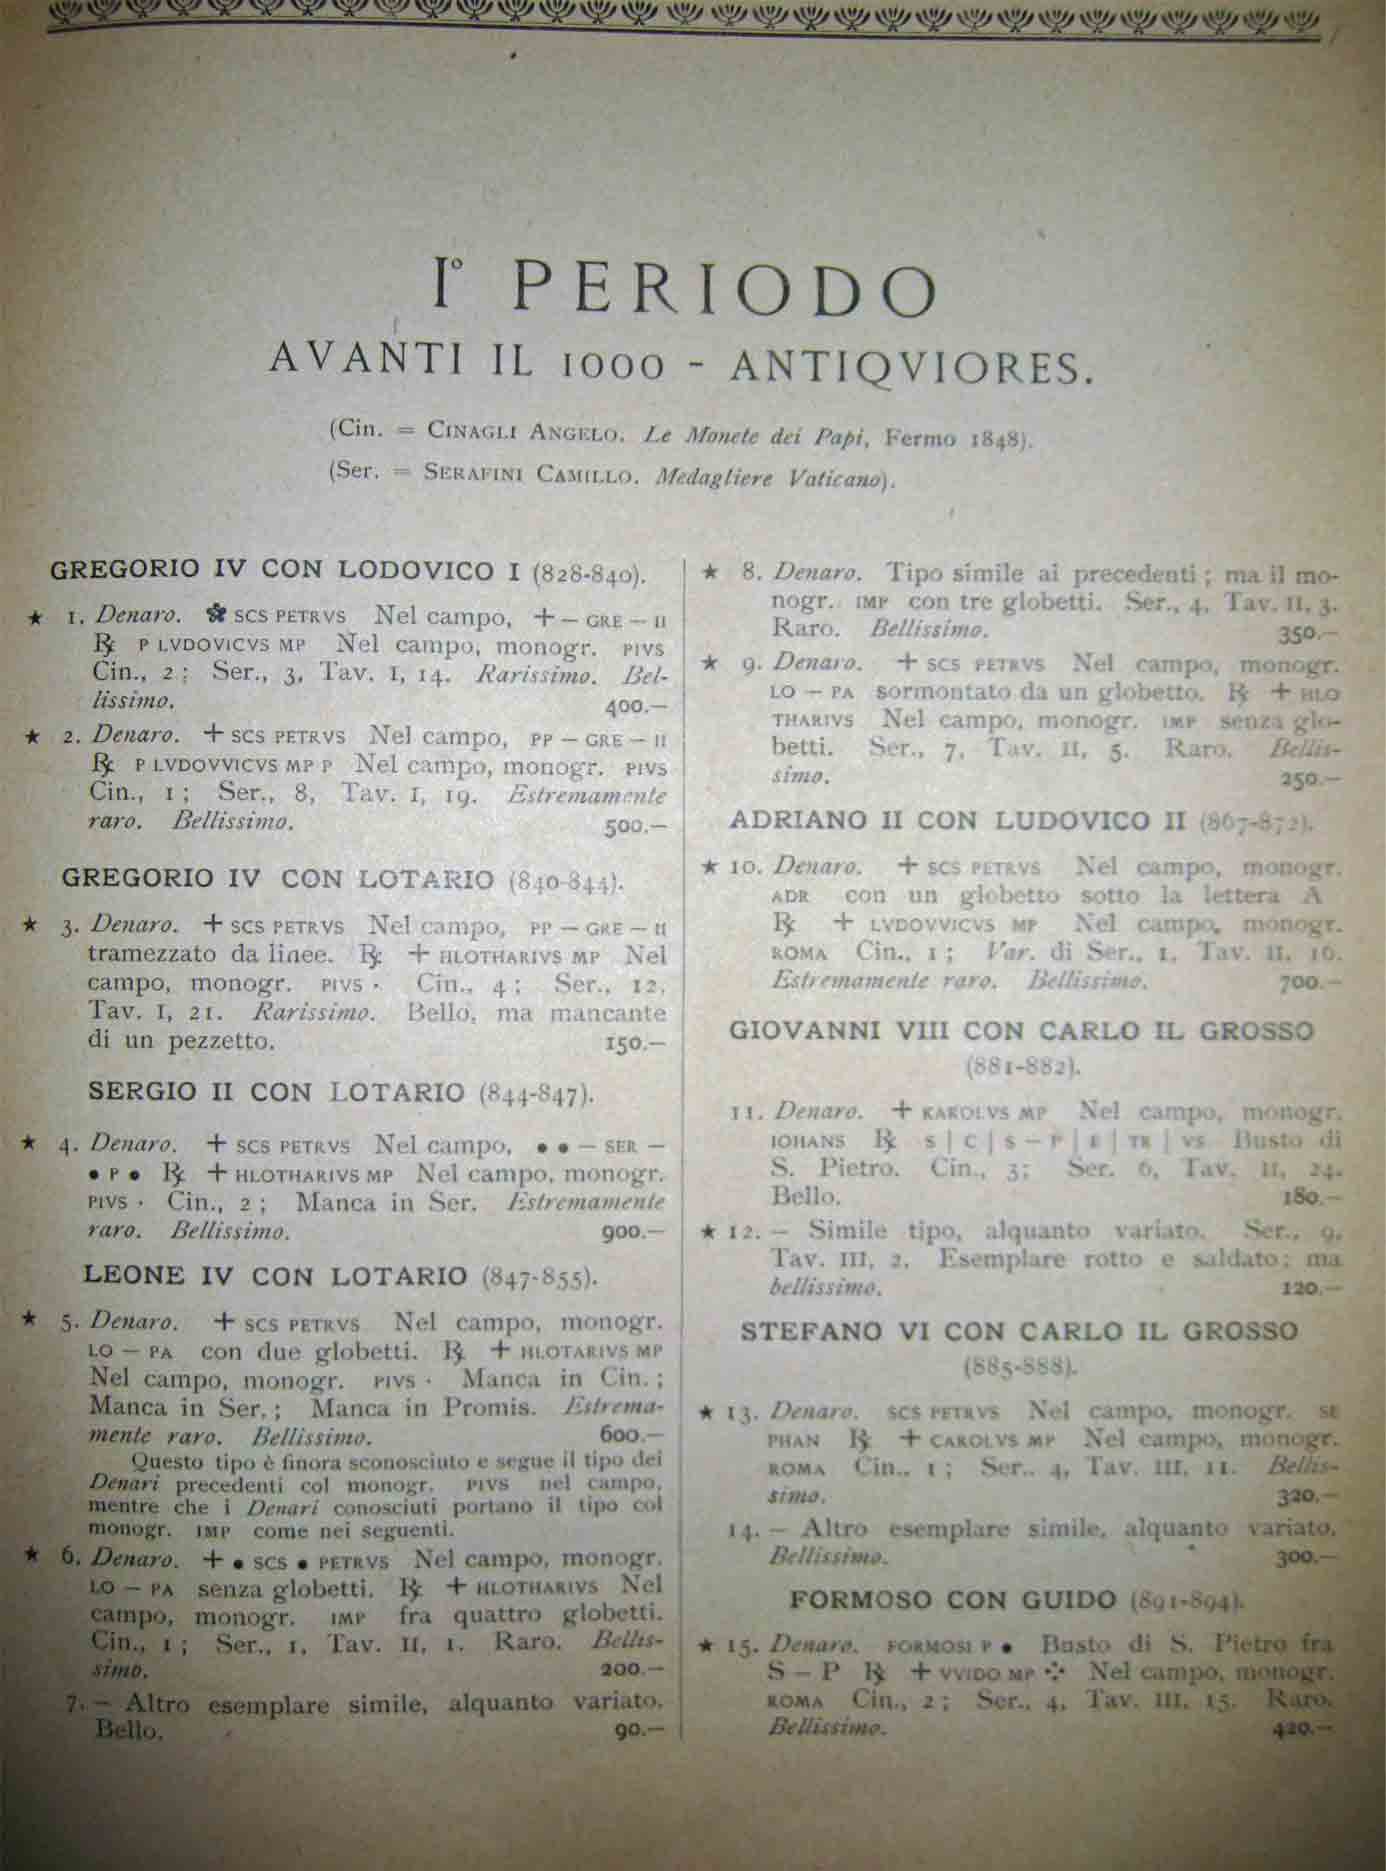 I° PERIODO
AVANTI IL 1000 - ANTIQVIORES.
(Cin. = CINAGLI ANGELO. Le Monete dei Papi, Fermo 1848).
(Ser. = SERAFINI CAMILLO. Medagliere Vaticano).
GREGORIO IV CON LODOVICO I (828-840).
★ 1. Denaro. ✽ SCS PETRVS Nel campo, + — GRE — II
℞ P LVDOVICVS MP Nel campo, monogr. PIVS
Cin., 2 ; Ser., 3, Tav. I, 14. Rarissimo. Bel-
lissimo. 400.—
★ 2. Denaro. + SCS PETRVS Nel campo, PP — GRE — II
℞ P LVDOVVICVS MP P Nel campo, monogr. PIVS
Cin., 1 ; Ser., 8, Tav. I, 19. Estremamente
raro. Bellissimo. 500.—
GREGORIO IV CON LOTARIO (840-844).
★ 3. Denaro. + SCS PETRVS Nel campo, PP — GRE — II
tramezzato da linee. ℞ + HLOTHARIVS MP Nel
campo, monogr. PIVS · Cin., 4 ; Ser., 12,
Tav. I, 21. Rarissimo. Bello, ma mancante
di un pezzetto. 150.—
SERGIO II CON LOTARIO (844-847).
★ 4. Denaro. + SCS PETRVS Nel campo, ● ● — SER —
● P ● ℞ + HLOTHARIVS MP Nel campo, monogr.
PIVS · Cin., 2 ; Manca in Ser. Estremamente
raro. Bellissimo. 900.—
LEONE IV CON LOTARIO (847-855).
★ 5. Denaro. + SCS PETRVS Nel campo, monogr.
LO — PA con due globetti. ℞ + HLOTARIVS MP
Nel campo, monogr. PIVS · Manca in Cin. ;
Manca in Ser. ; Manca in Promis. Estrema-
mente raro. Bellissimo. 600.—
Questo tipo è finora sconosciuto e segue il tipo dei
Denari precedenti col monogr. PIVS nel campo,
mentre che i Denari conosciuti portano il tipo col
monogr. IMP come nei seguenti.
★ 6. Denaro. + ● SCS ● PETRVS Nel campo, monogr.
LO — PA senza globetti. ℞ + HLOTHARIVS Nel
campo, monogr. IMP fra quattro globetti.
Cin., 1 ; Ser., 1, Tav. II, 1. Raro. Bellis-
simo. 200.—
7. — Altro esemplare simile, alquanto variato.
Bello. 90.—
★ 8. Denaro. Tipo simile ai precedenti ; ma il mo-
nogr. IMP con tre globetti. Ser., 4, Tav. II, 3.
Raro. Bellissimo. 350.—
★ 9. Denaro. + SCS PETRVS Nel campo, monogr.
LO — PA sormontato da un globetto. ℞ + HLO
THARIVS Nel campo, monogr. IMP senza glo-
betti. Ser., 7, Tav. II, 5. Raro. Bellis-
simo. 250.—
ADRIANO II CON LUDOVICO II (867-872).
★ 10. Denaro. + SCS PETRVS Nel campo, monogr.
ADR con un globetto sotto la lettera A
℞ + LVDOVVICVS MP Nel campo, monogr.
ROMA Cin., 1 ; Var. di Ser., 1, Tav. II, 16.
Estremamente raro. Bellissimo. 700.—
GIOVANNI VIII CON CARLO IL GROSSO
(881-882).
11. Denaro. + KAROLVS MP Nel campo, monogr.
IOHANS ℞ S | C | S — P | E | TR | VS Busto di
S. Pietro. Cin., 3; Ser. 6, Tav. II, 24.
Bello. 180.—
★ 12. — Simile tipo, alquanto variato. Ser., 9,
Tav. III, 2. Esemplare rotto e saldato; ma
bellissimo. 120.—
STEFANO VI CON CARLO IL GROSSO
(885-888).
★ 13. Denaro. SCS PETRVS Nel campo, monogr. SE
PHAN ℞ + CAROLVS MP Nel campo, monogr.
ROMA Cin., 1 ; Ser., 4, Tav. III, 11. Bellis-
simo. 320.—
14. — Altro esemplare simile, alquanto variato.
Bellissimo. 300.—
FORMOSO CON GUIDO (891-894).
★ 15. Denaro. FORMOSI P ● Busto di S. Pietro fra
S — P ℞ + VVIDO MP ⁘ Nel campo, monogr.
ROMA Cin., 2 ; Ser., 4, Tav. III, 15. Raro.
Bellissimo. 420.—